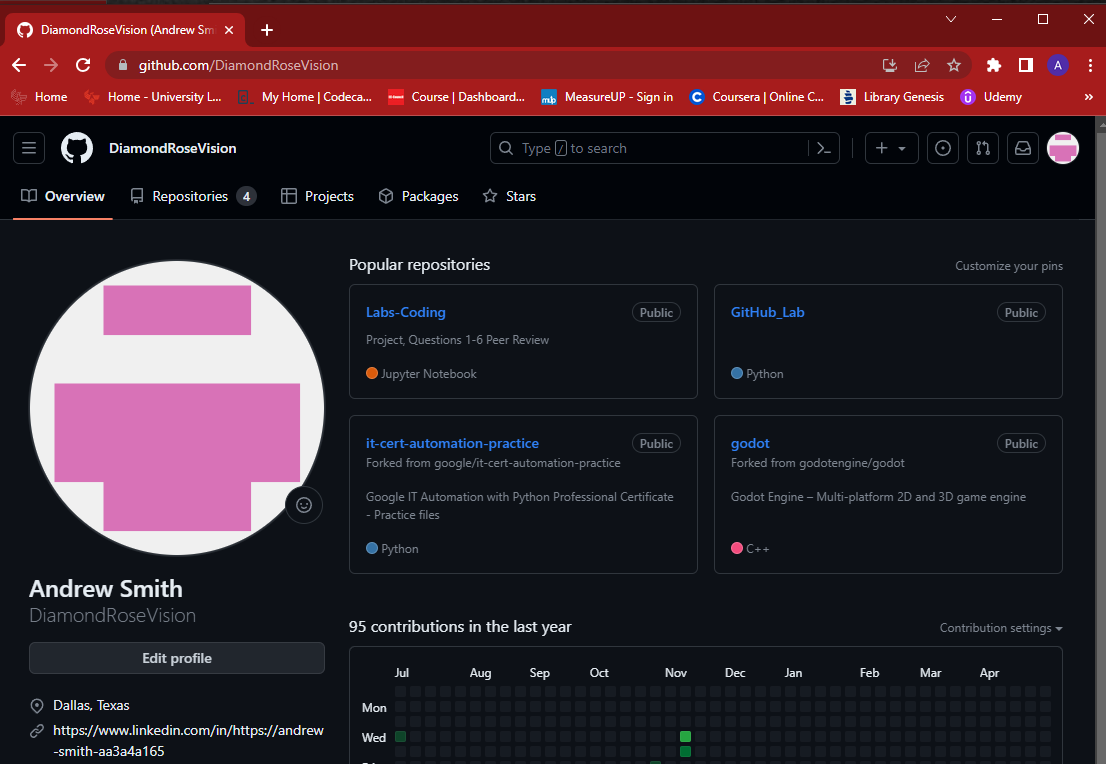 DiamondRoseVision (Andrew Sm
github.com/DiamondRoseVision
A
Home
Home - University L...
My Home | Codeca...
Course | Dashboard...
mup
MeasureUP - Sign in
Coursera | Online C...
Library Genesis
Udemy
»
DiamondRoseVision
Type / to search
Overview
Repositories 4
Projects
Packages
Stars
Popular repositories
Customize your pins
Labs-Coding
Public
Project, Questions 1-6 Peer Review
Jupyter Notebook
GitHub_Lab
Public
Python
it-cert-automation-practice
Public
Forked from google/it-cert-automation-practice
Google IT Automation with Python Professional Certificate
- Practice files
Python
godot
Public
Forked from godotengine/godot
Godot Engine – Multi-platform 2D and 3D game engine
C++
Andrew Smith
DiamondRoseVision
Edit profile
Dallas, Texas
https://www.linkedin.com/in/https://andrew
-smith-aa3a4a165
95 contributions in the last year
Contribution settings
Jul Aug Sep Oct Nov Dec Jan Feb Mar Apr
Mon
Wed